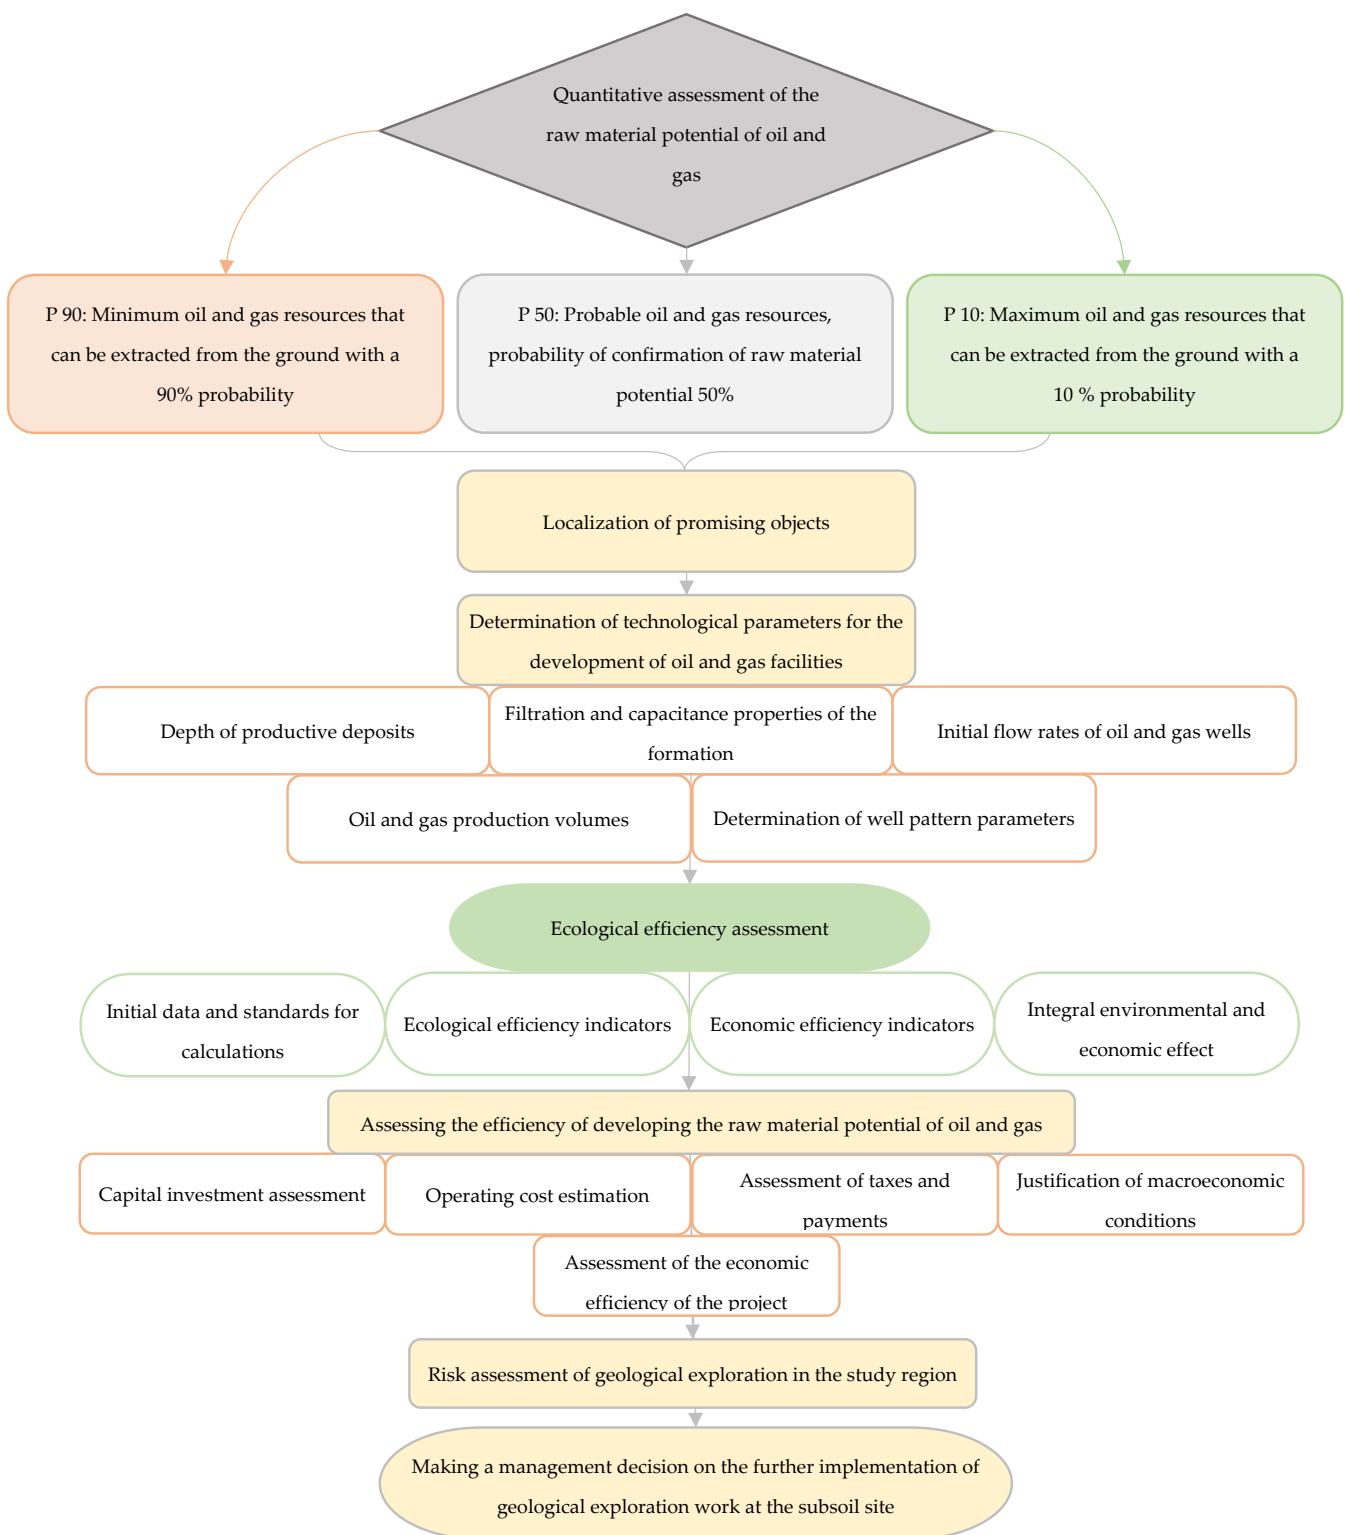 Quantitative assessment of the
raw material potential of oil and
gas
P 90: Minimum oil and gas resources that
can be extracted from the ground with a
90% probability
P 50: Probable oil and gas resources,
probability of confirmation of raw material
potential 50%
P 10: Maximum oil and gas resources that
can be extracted from the ground with a
10 % probability
Localization of promising objects
Determination of technological parameters for the
development of oil and gas facilities
Depth of productive deposits
Filtration and capacitance properties of the
formation
Initial flow rates of oil and gas wells
Oil and gas production volumes
Determination of well pattern parameters
Ecological efficiency assessment
Initial data and standards for
calculations
Ecological efficiency indicators
Economic efficiency indicators
Integral environmental and
economic effect
Assessing the efficiency of developing the raw material potential of oil and gas
Capital investment assessment
Operating cost estimation
Assessment of taxes and
payments
Justification of macroeconomic
conditions
Assessment of the economic
efficiency of the project
Risk assessment of geological exploration in the study region
Making a management decision on the further implementation of
geological exploration work at the subsoil site